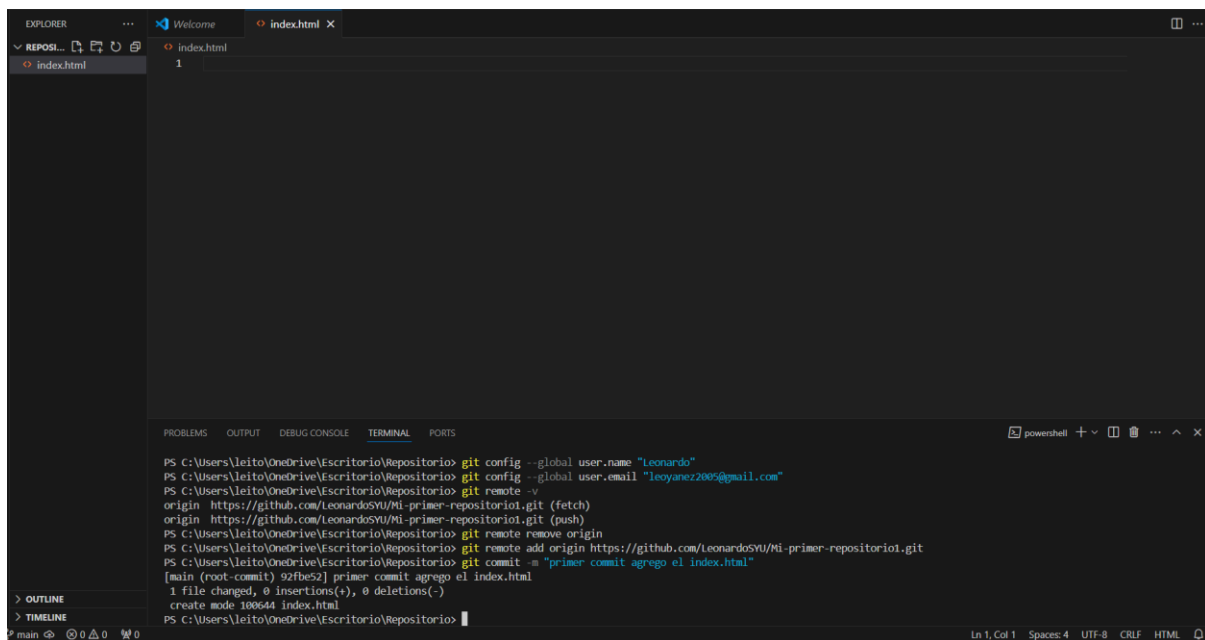 EXPLORER ...
Welcome
index.html
REPOSI...
index.html
index.html
1
PROBLEMS OUTPUT DEBUG CONSOLE TERMINAL PORTS
powershell
PS C:\Users\leito\OneDrive\Escritorio\Repositorio> git config --global user.name "Leonardo"
PS C:\Users\leito\OneDrive\Escritorio\Repositorio> git config --global user.email "leoyanez2005@gmail.com"
PS C:\Users\leito\OneDrive\Escritorio\Repositorio> git remote -v
origin https://github.com/LeonardoSYU/Mi-primer-repositorio1.git (fetch)
origin https://github.com/LeonardoSYU/Mi-primer-repositorio1.git (push)
PS C:\Users\leito\OneDrive\Escritorio\Repositorio> git remote remove origin
PS C:\Users\leito\OneDrive\Escritorio\Repositorio> git remote add origin https://github.com/LeonardoSYU/Mi-primer-repositorio1.git
PS C:\Users\leito\OneDrive\Escritorio\Repositorio> git commit -m "primer commit agrego el index.html"
[main (root-commit) 92fbe52] primer commit agrego el index.html
1 file changed, 0 insertions(+), 0 deletions(-)
create mode 100644 index.html
PS C:\Users\leito\OneDrive\Escritorio\Repositorio>
OUTLINE
TIMELINE
main 0 0 0
Ln 1, Col 1 Spaces: 4 UTF-8 CRLF HTML